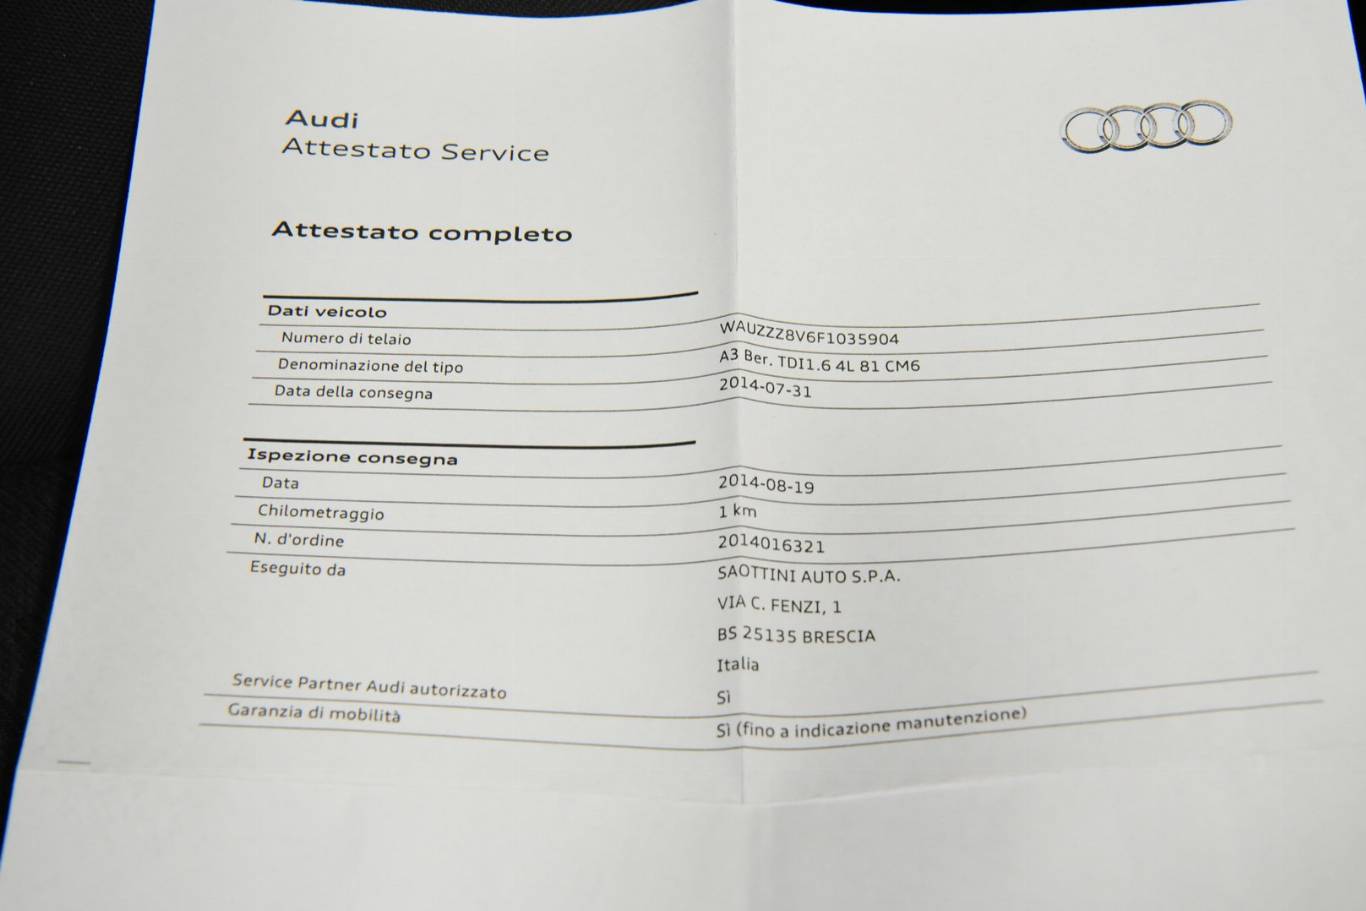 Audi
Attestato Service
Attestato completo
Dati veicolo
Numero di telaio WAUZZZ8V6F1035904
Denominazione del tipo A3 Ber. TDI1.6 4L 81 CM6
Data della consegna 2014-07-31
Ispezione consegna
Data 2014-08-19
Chilometraggio 1 km
N. d'ordine 2014016321
Eseguito da SAOTTINI AUTO S.P.A.
VIA C. FENZI, 1
BS 25135 BRESCIA
Italia
Service Partner Audi autorizzato Sì
Garanzia di mobilità Sì (fino a indicazione manutenzione)